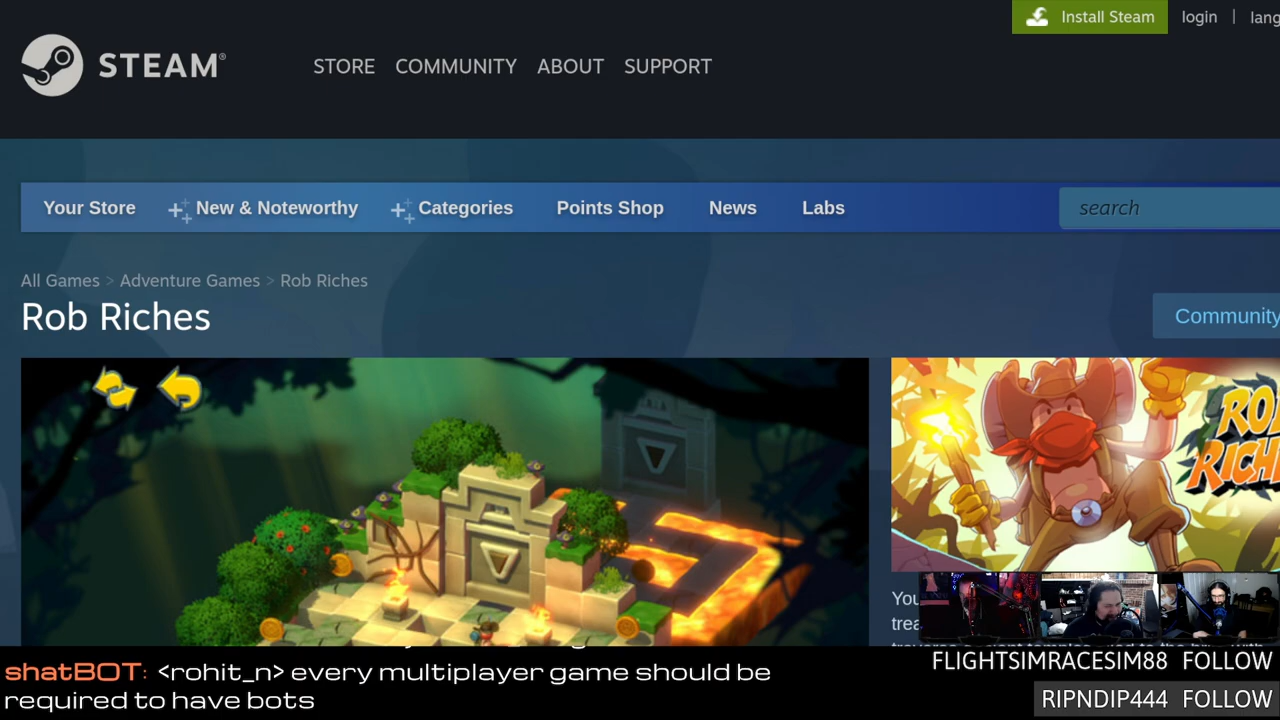 Install Steam login | lang
STEAM®
STORE COMMUNITY ABOUT SUPPORT
Your Store New & Noteworthy Categories Points Shop News Labs search
All Games > Adventure Games > Rob Riches
Rob Riches
Community
You
trea
FLIGHTSIMRACESIM88 FOLLOW
RIPNDIP444 FOLLOW
shatBOT: <rohit_n> every multiplayer game should be
required to have bots